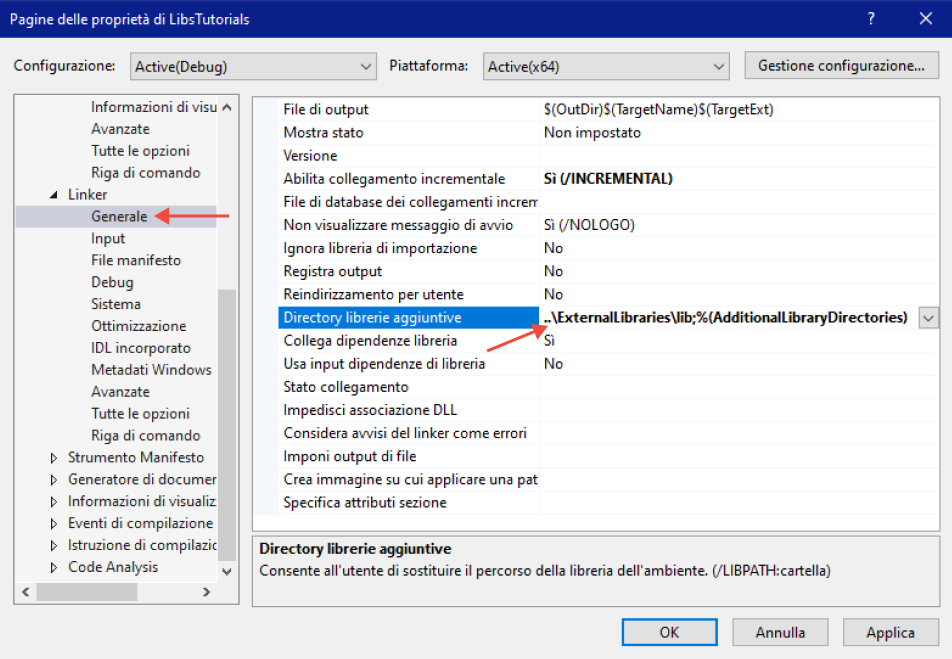 Pagine delle proprietà di LibsTutorials
Configurazione: Active(Debug) Piattaforma: Active(x64) Gestione configurazione...
Informazioni di visu
Avanzate
Tutte le opzioni
Riga di comando
Linker
Generale
Input
File manifesto
Debug
Sistema
Ottimizzazione
IDL incorporato
Metadati Windows
Avanzate
Tutte le opzioni
Riga di comando
Strumento Manifesto
Generatore di documer
Informazioni di visualiz
Eventi di compilazione
Istruzione di compilazic
Code Analysis
File di output $(OutDir)$(TargetName)$(TargetExt)
Mostra stato Non impostato
Versione
Abilita collegamento incrementale Sì (/INCREMENTAL)
File di database dei collegamenti increm
Non visualizzare messaggio di avvio Sì (/NOLOGO)
Ignora libreria di importazione No
Registra output No
Reindirizzamento per utente No
Directory librerie aggiuntive ..\ExternalLibraries\lib;%(AdditionalLibraryDirectories)
Collega dipendenze libreria Sì
Usa input dipendenze di libreria No
Stato collegamento
Impedisci associazione DLL
Considera avvisi del linker come errori
Imponi output di file
Crea immagine su cui applicare una pat
Specifica attributi sezione
Directory librerie aggiuntive
Consente all'utente di sostituire il percorso della libreria dell'ambiente. (/LIBPATH:cartella)
OK Annulla Applica